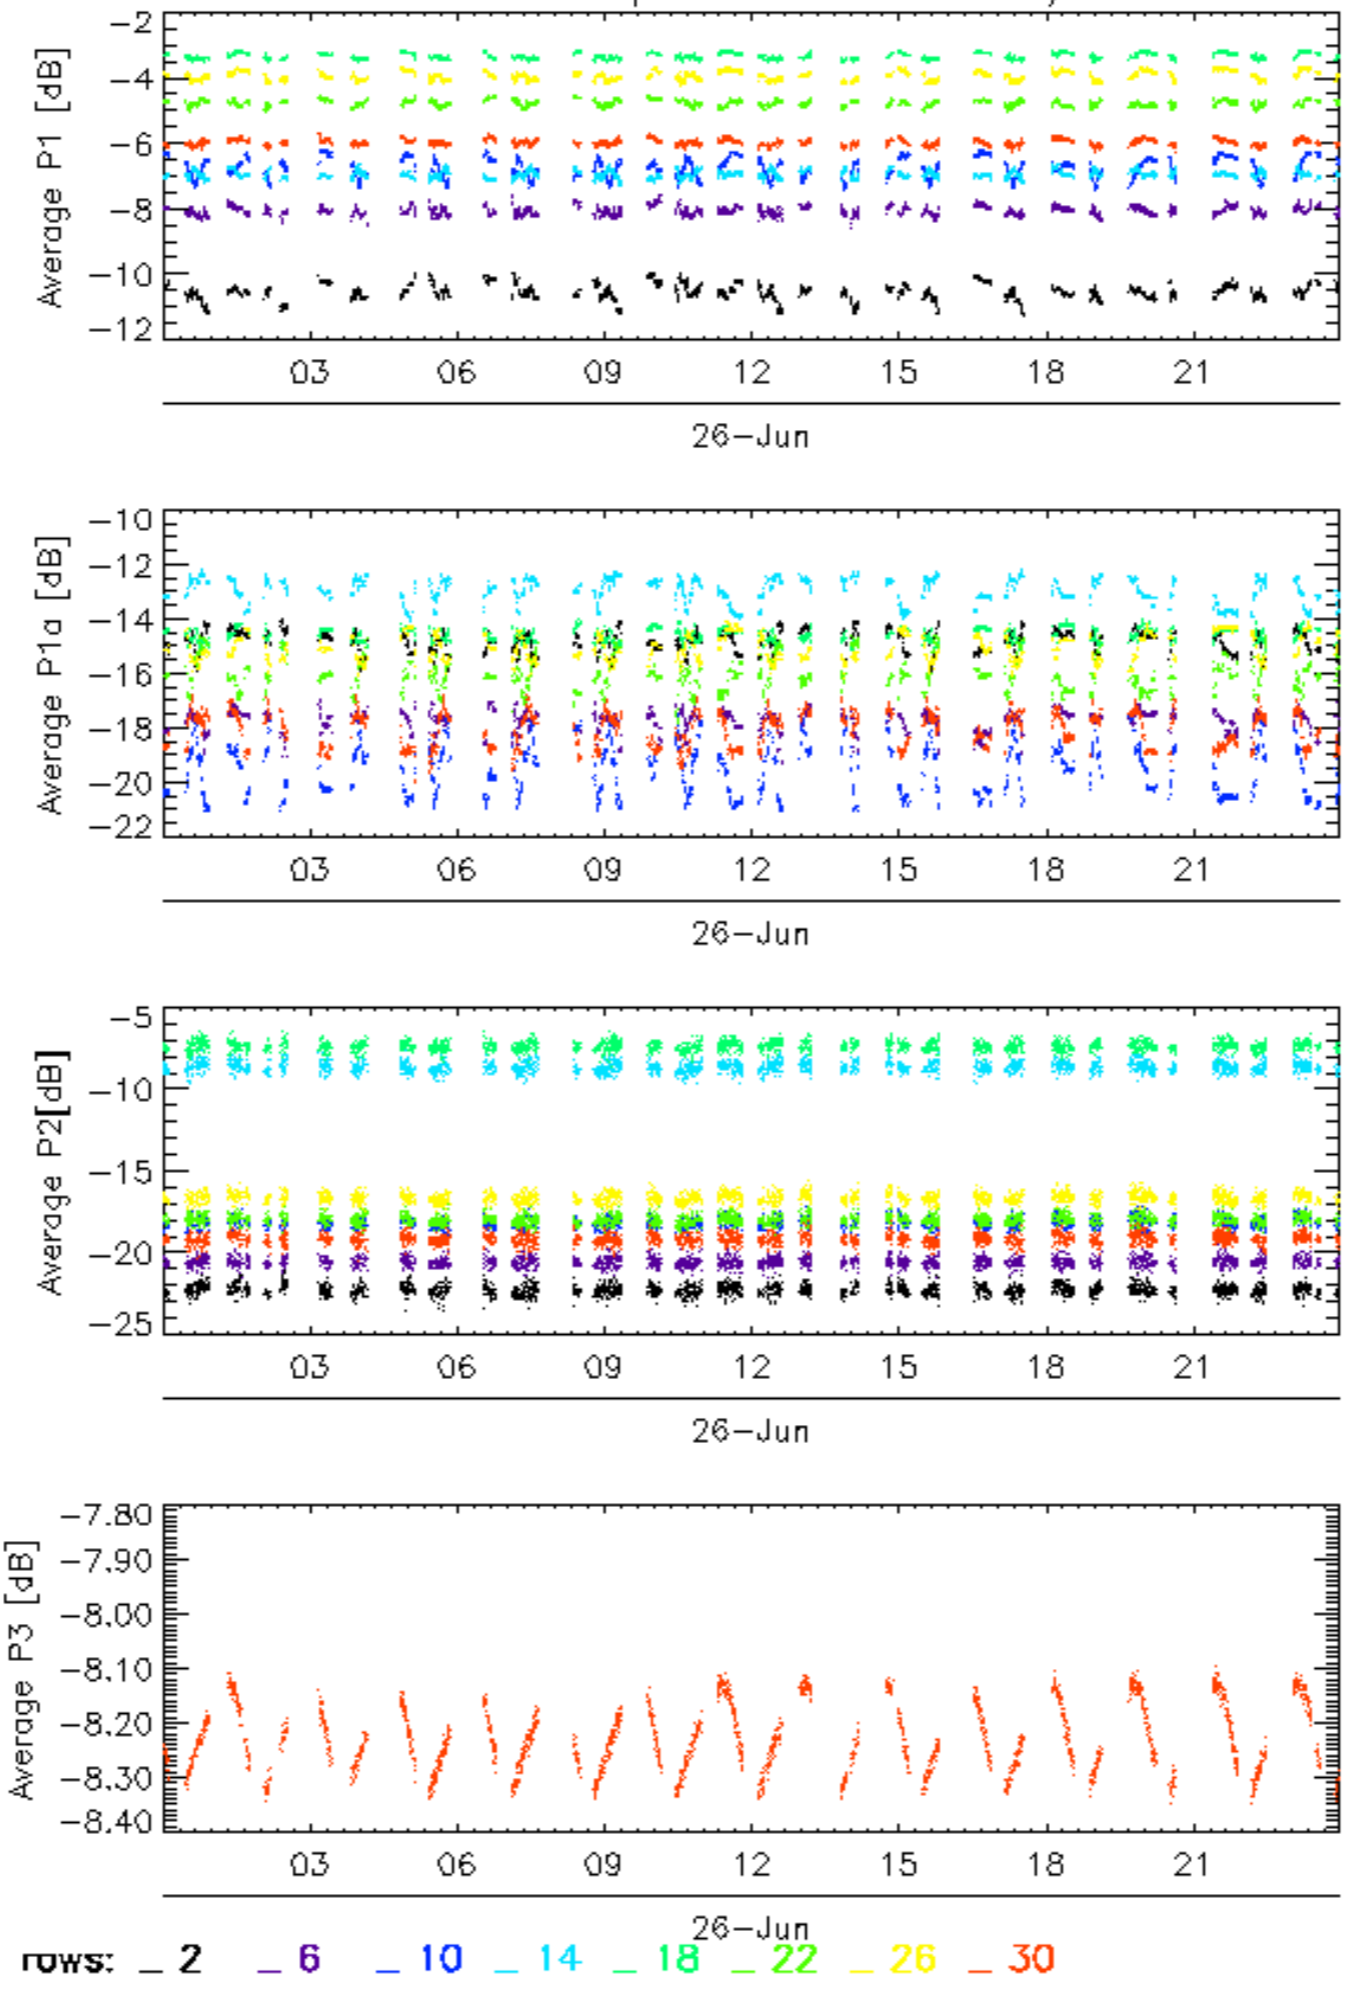 -2
-4
-6
-8
-10
-12
Average P1 [dB]
03 06 09 12 15 18 21
26-Jun
-10
-12
-14
-16
-18
-20
-22
Average P1a [dB]
03 06 09 12 15 18 21
26-Jun
-5
-10
-15
-20
-25
Average P2[dB]
03 06 09 12 15 18 21
26-Jun
-7.80
-7.90
-8.00
-8.10
-8.20
-8.30
-8.40
Average P3 [dB]
03 06 09 12 15 18 21
26-Jun
rows: _ 2 _ 6 _ 10 _ 14 _ 18 _ 22 _ 26 _ 30